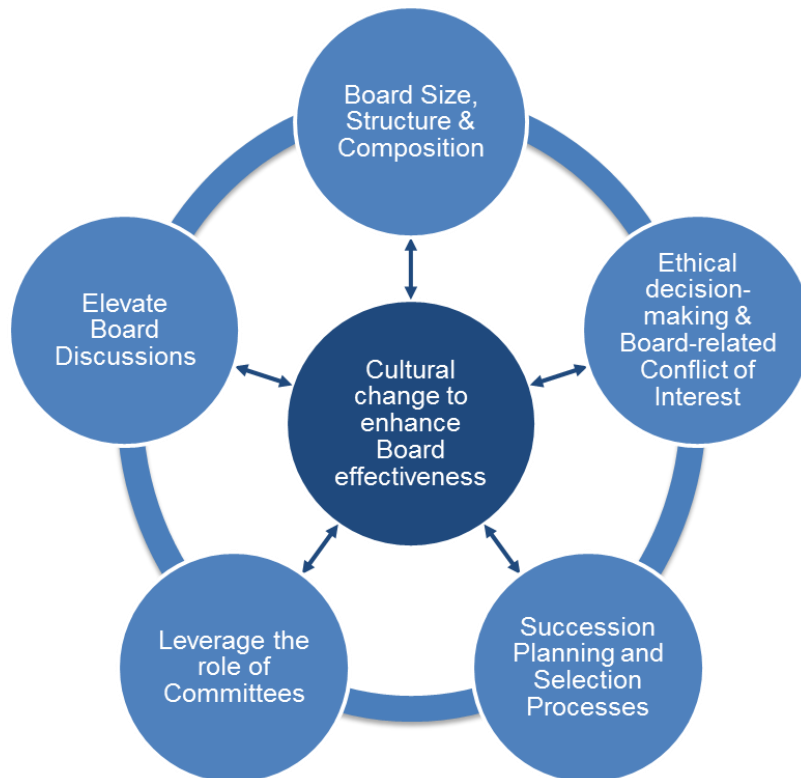 Board Size,
Structure &
Composition
Ethical
decision-
making &
Board-related
Conflict of
Interest
Elevate
Board
Discussions
Cultural
change to
enhance
Board
effectiveness
Succession
Planning and
Selection
Processes
Leverage the
role of
Committees